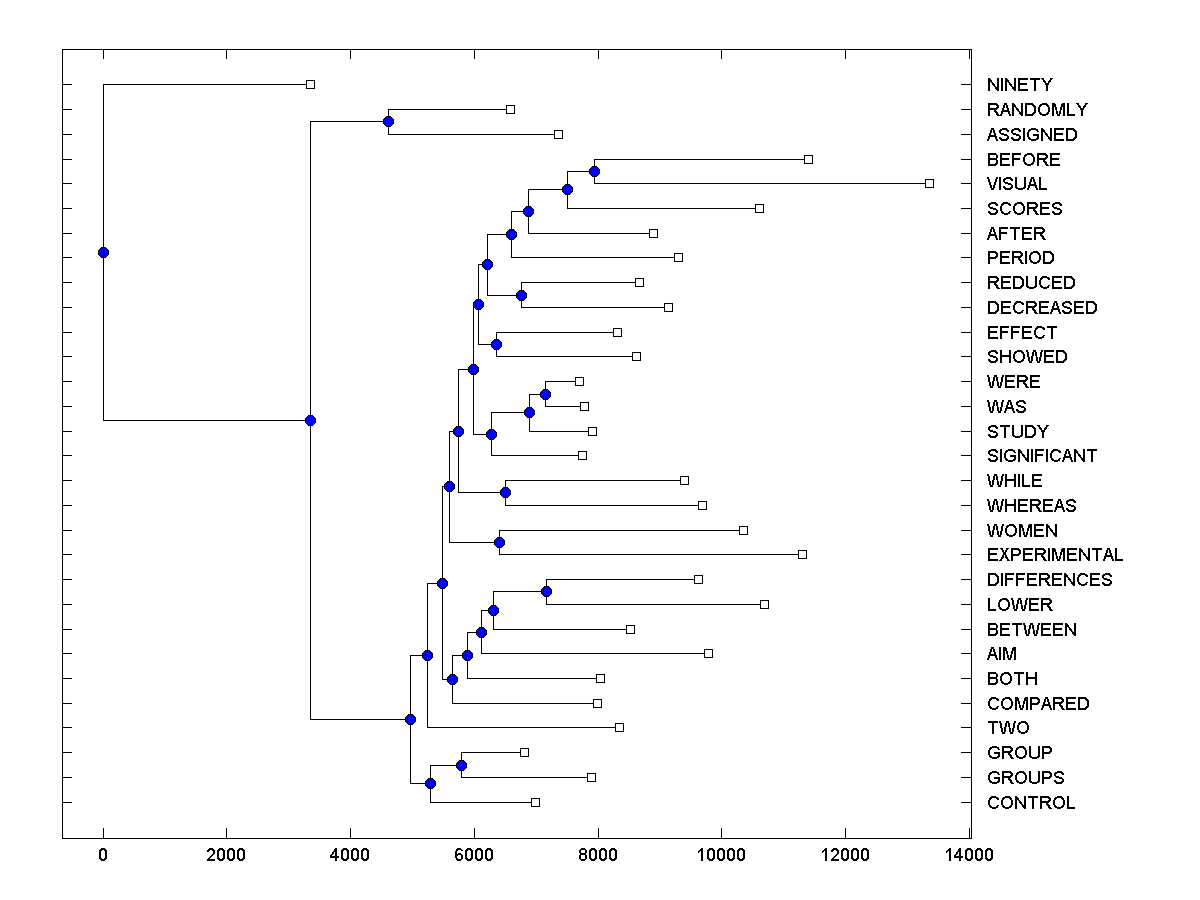 NINETY
RANDOMLY
ASSIGNED
BEFORE
VISUAL
SCORES
AFTER
PERIOD
REDUCED
DECREASED
EFFECT
SHOWED
WERE
WAS
STUDY
SIGNIFICANT
WHILE
WHEREAS
WOMEN
EXPERIMENTAL
DIFFERENCES
LOWER
BETWEEN
AIM
BOTH
COMPARED
TWO
GROUP
GROUPS
CONTROL
0 2000 4000 6000 8000 10000 12000 14000